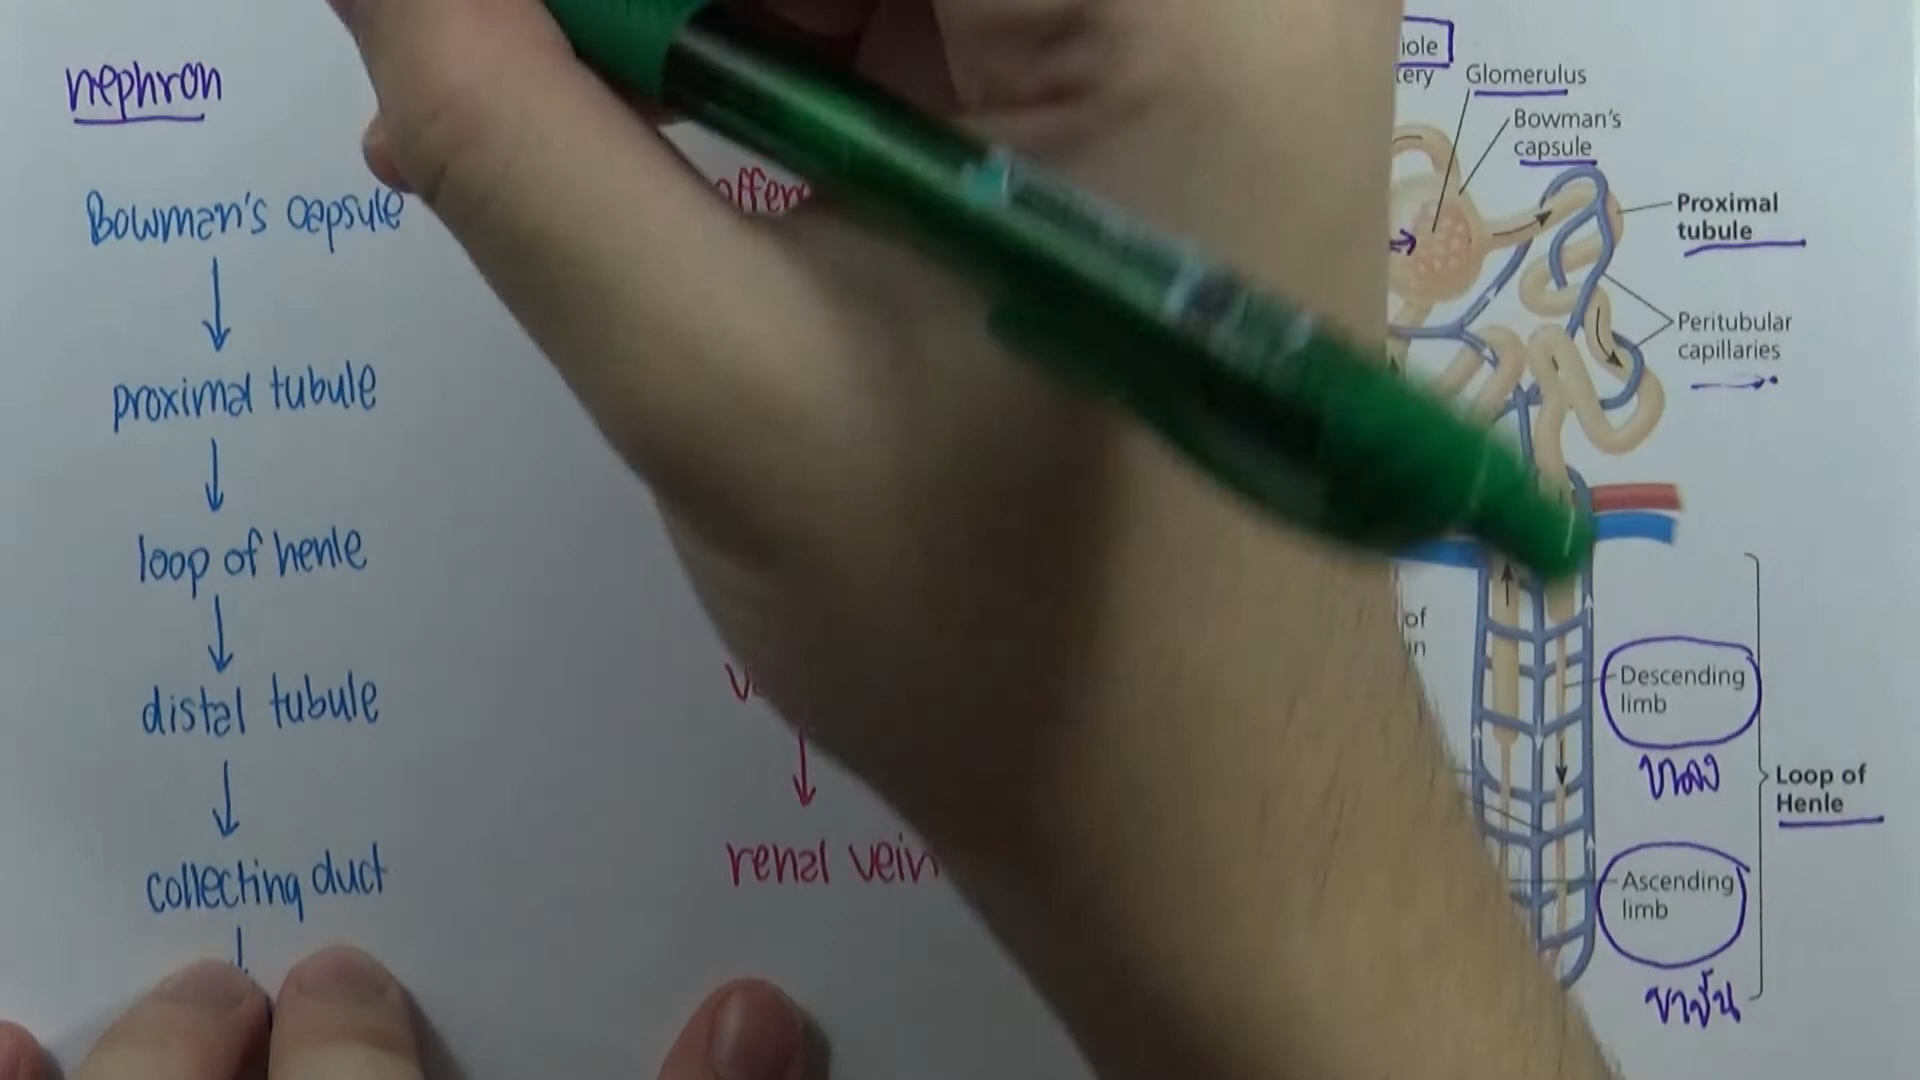 nephron
Bowman's capsule
proximal tubule
loop of henle
distal tubule
collecting duct
renal vein
Glomerulus
Bowman's
capsule
Proximal
tubule
Peritubular
capillaries
of
Descending
limb
ขาลง
Loop of
Henle
Ascending
limb
ขาขึ้น